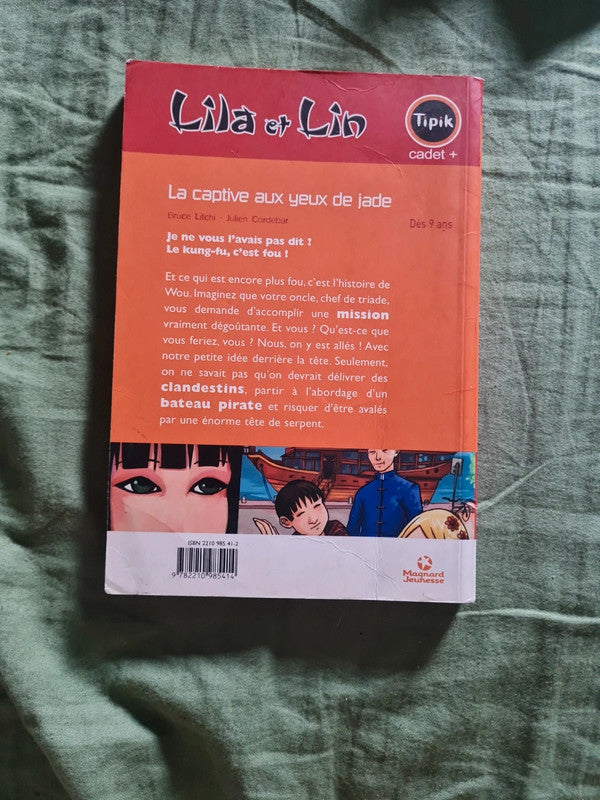 Lila et Lin
Tipik
cadet +
La captive aux yeux de jade
Bruce Litchi - Julien Cordebar
Dès 9 ans
Je ne vous l'avais pas dit !
Le kung-fu, c'est fou !
Et ce qui est encore plus fou, c'est l'histoire de
Wou. Imaginez que votre oncle, chef de triade,
vous demande d'accomplir une mission
vraiment dégoûtante. Et vous ? Qu'est-ce que
vous feriez, vous ? Nous, on y est allés ! Avec
notre petite idée derrière la tête. Seulement,
on ne savait pas qu'on devrait délivrer des
clandestins, partir à l'abordage d'un
bateau pirate et risquer d'être avalés
par une énorme tête de serpent.
ISBN 2210 985 41-2
9 782210 985414
Magnard
Jeunesse